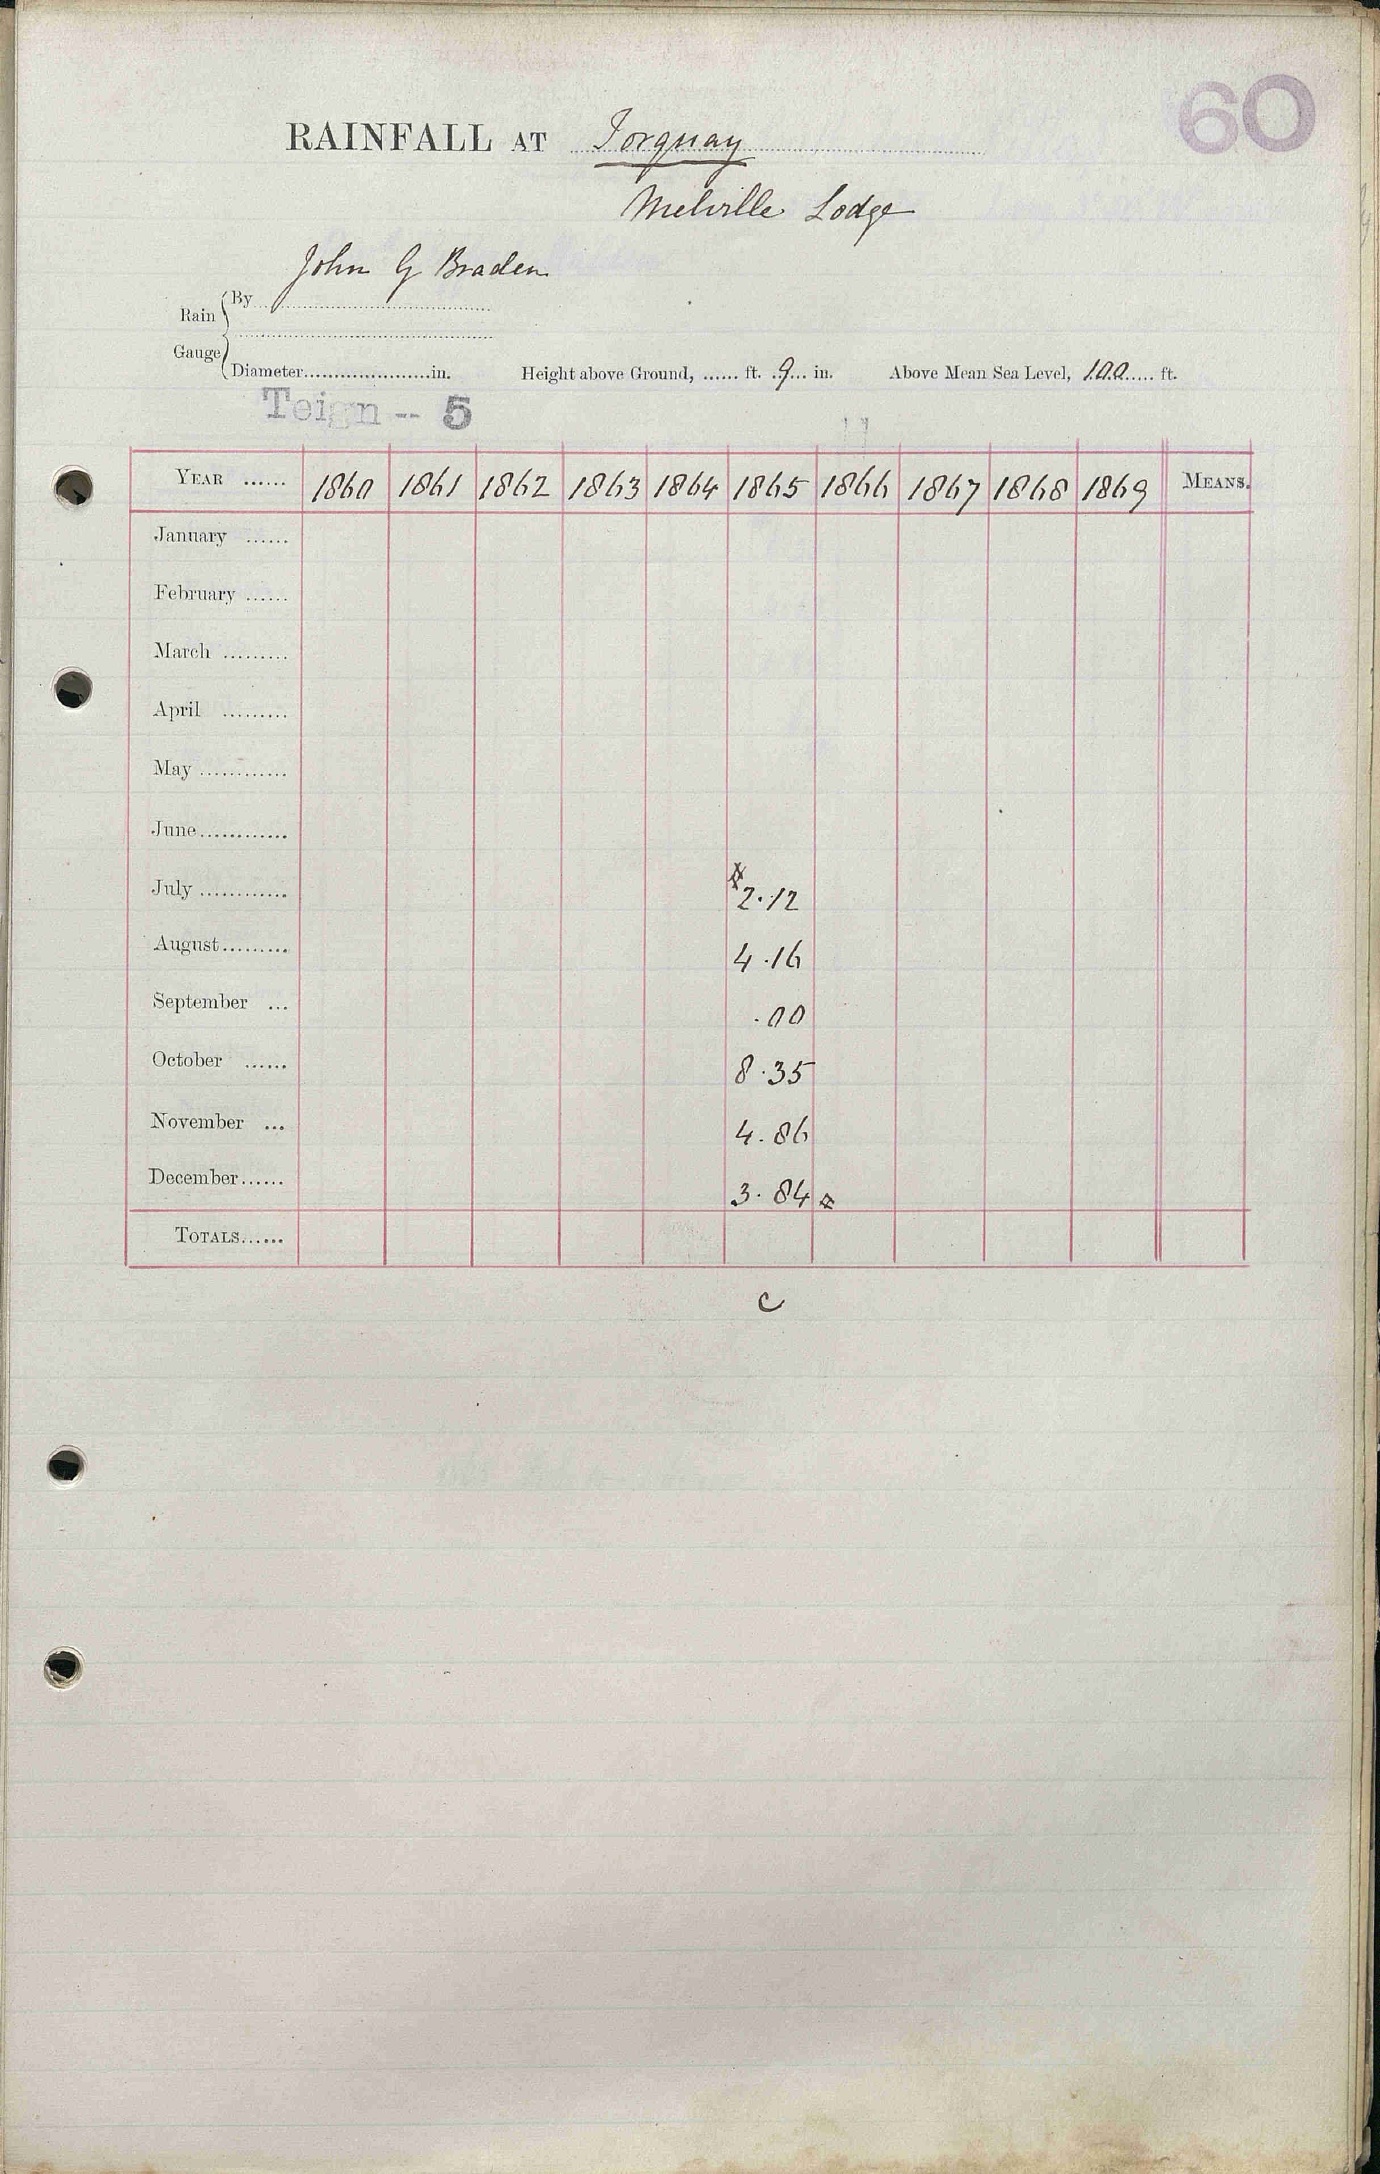 60
RAINFALL AT Torquay
Melville Lodge
John G Braden
Rain Gauge { By
Diameter.....................in. Height above Ground, ...... ft. 9 in. Above Mean Sea Level, 100 ft.
Teign -- 5
YEAR ...... 1860 1861 1862 1863 1864 1865 1866 1867 1868 1869 MEANS.
January ......
February ......
March .........
April .........
May ............
June............
July ............ 2.12
August......... 4.16
September ... .00
October ...... 8.35
November ... 4.86
December...... 3.84
TOTALS......
c